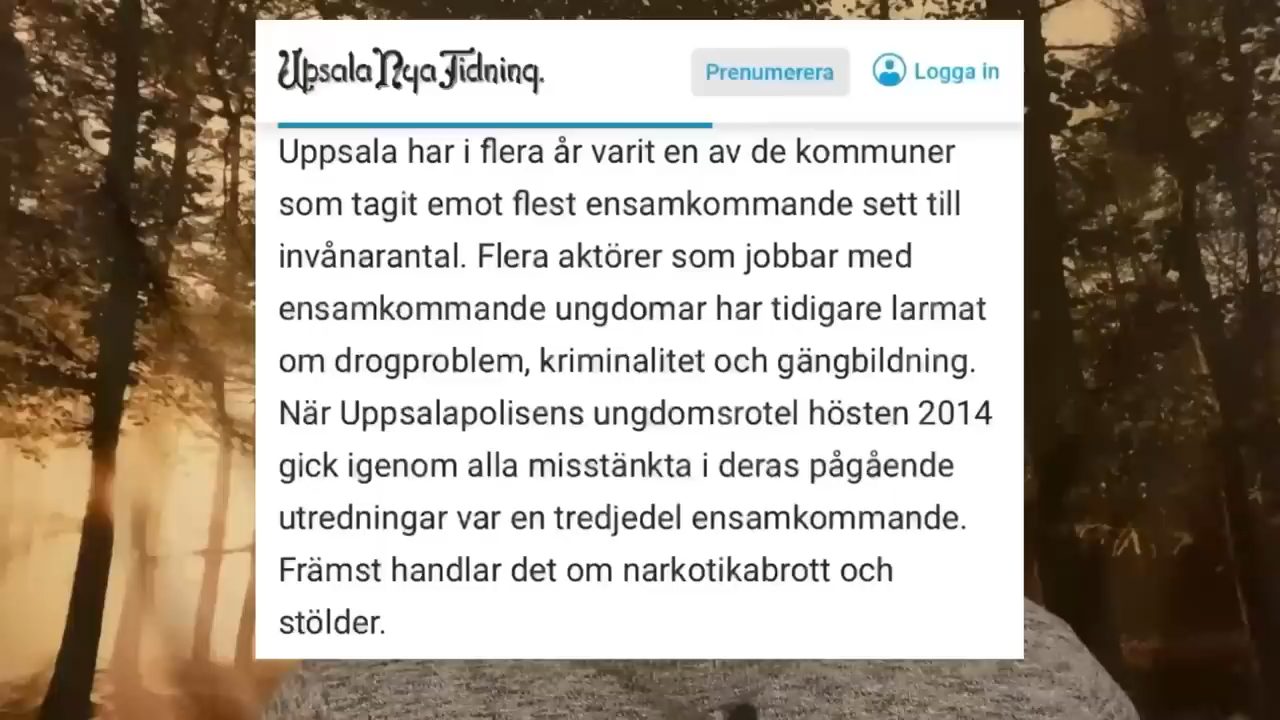 Upsala Nya Tidning.
Prenumerera
Logga in
Uppsala har i flera år varit en av de kommuner
som tagit emot flest ensamkommande sett till
invånarantal. Flera aktörer som jobbar med
ensamkommande ungdomar har tidigare larmat
om drogproblem, kriminalitet och gängbildning.
När Uppsalapolisens ungdomsrotel hösten 2014
gick igenom alla misstänkta i deras pågående
utredningar var en tredjedel ensamkommande.
Främst handlar det om narkotikabrott och
stölder.